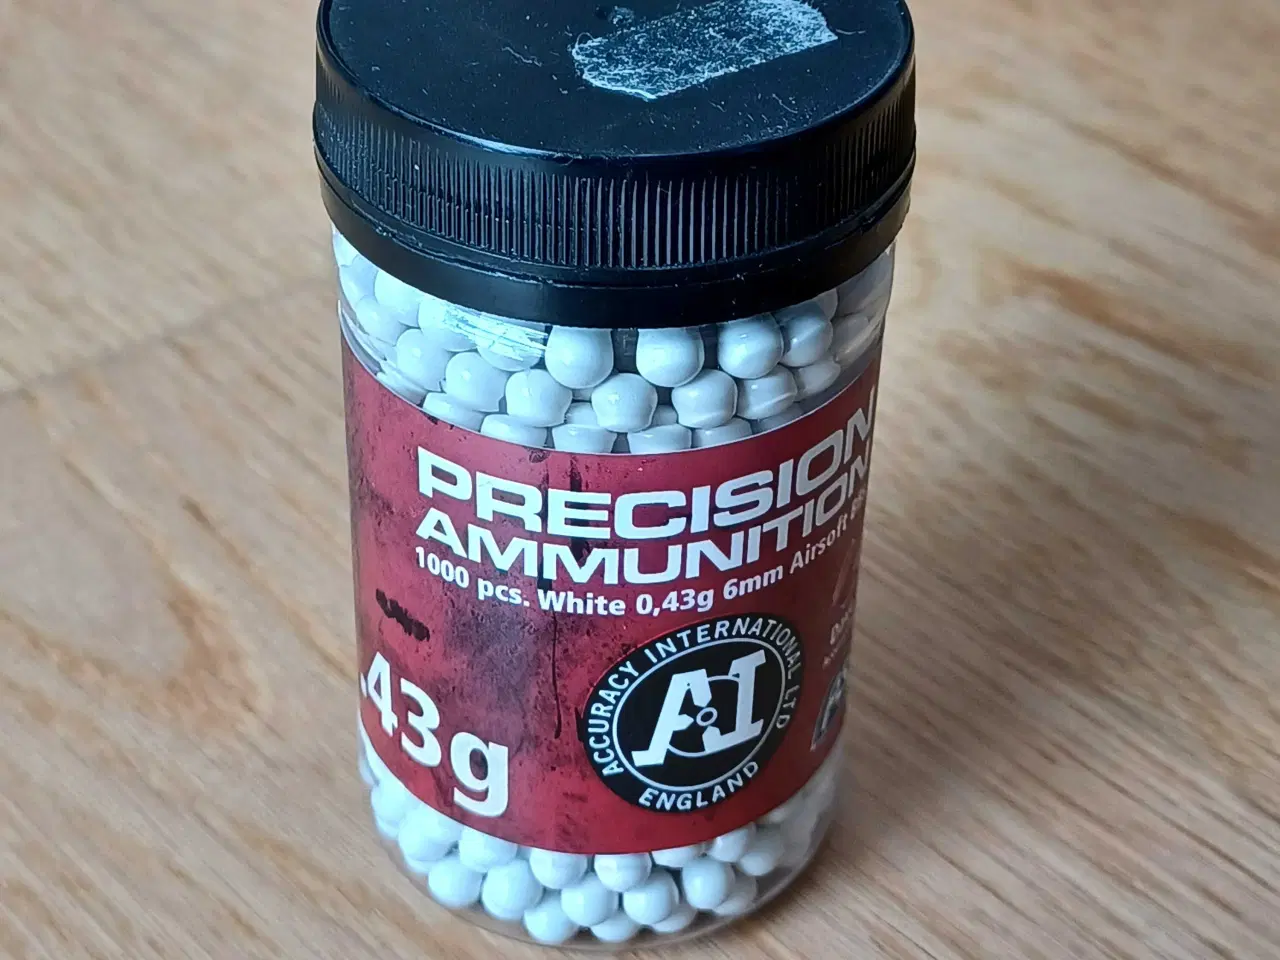 PRECISION
AMMUNITION
1000 pcs. White 0,43g 6mm Airsoft
.43g
ACCURACY INTERNATIONAL LTD
AI
ENGLAND